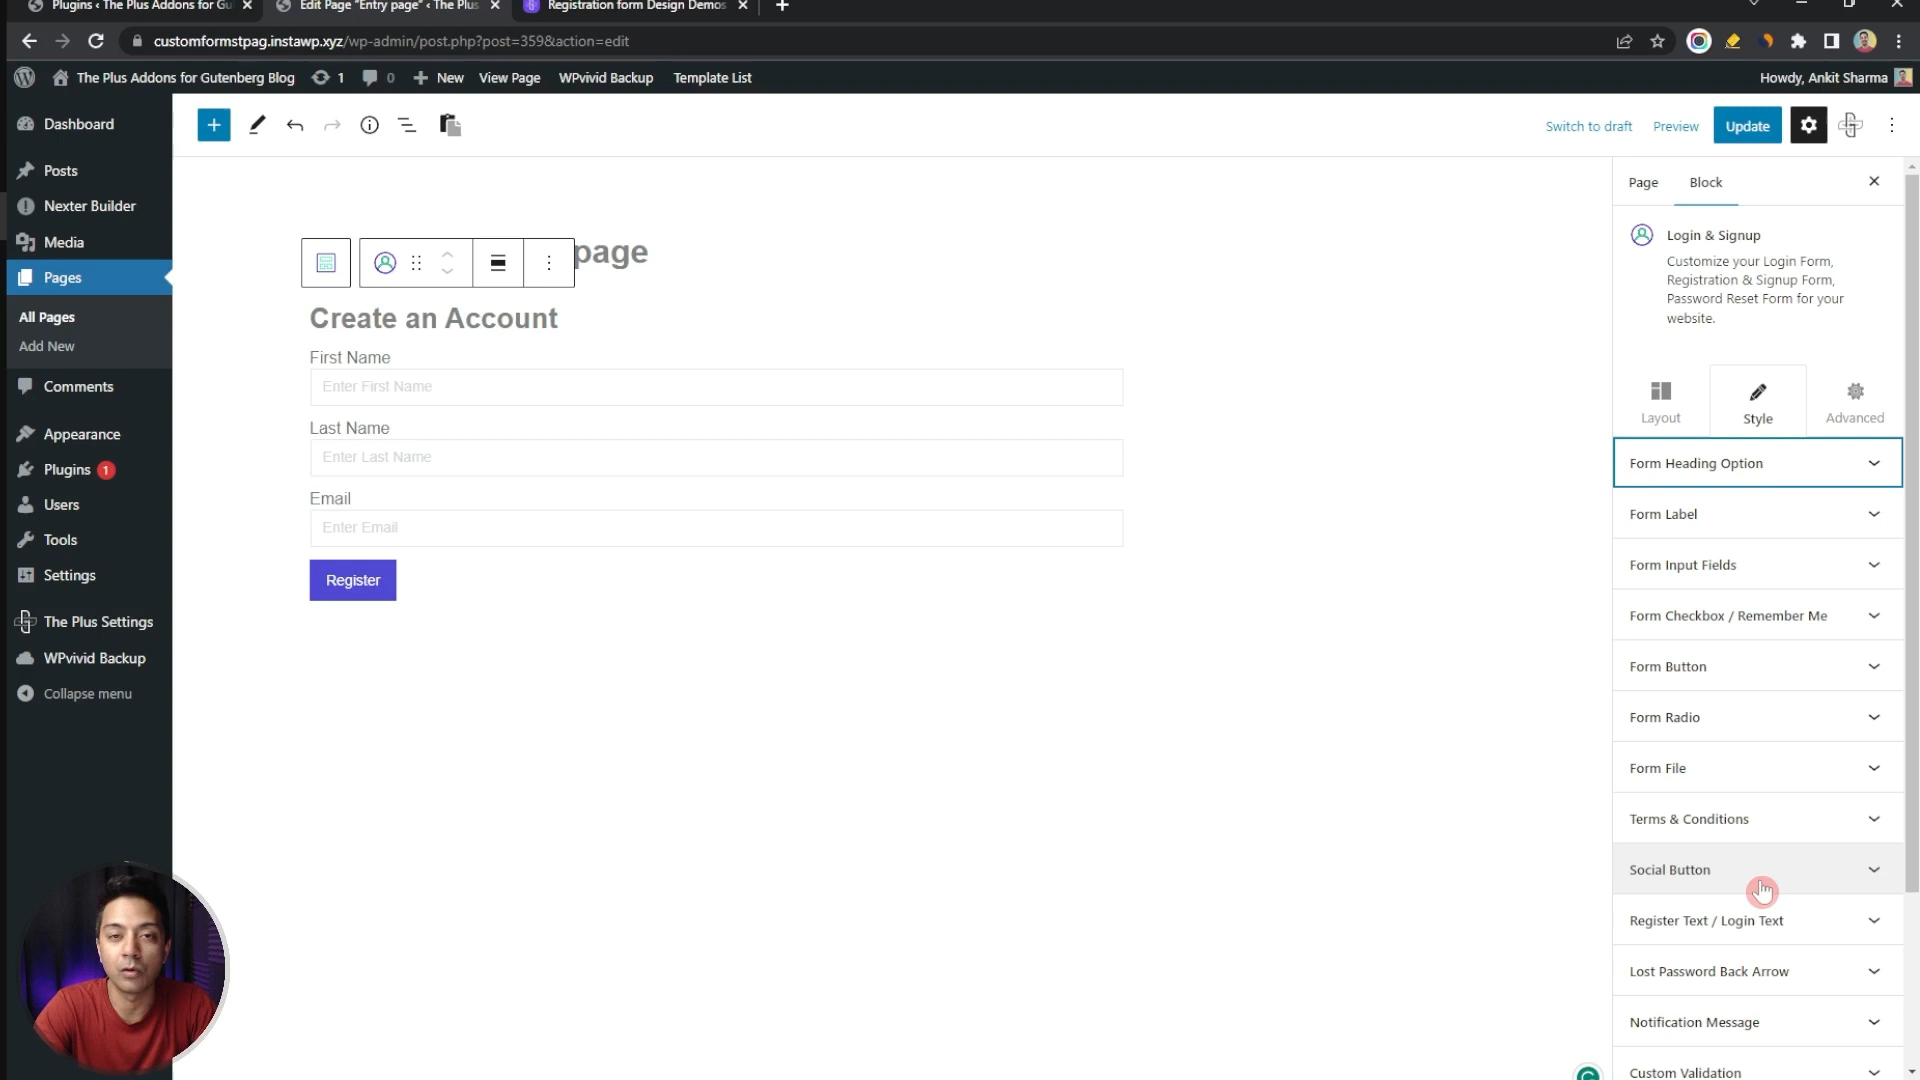 Plugins ‹ The Plus Addons for Gu
Edit Page "Entry page" ‹ The Plus
Registration form Design Demos
customformstpag.instawp.xyz/wp-admin/post.php?post=359&action=edit
The Plus Addons for Gutenberg Blog
1
0
New
View Page
WPvivid Backup
Template List
Howdy, Ankit Sharma
Dashboard
Posts
Nexter Builder
Media
Pages
All Pages
Add New
Comments
Appearance
Plugins 1
Users
Tools
Settings
The Plus Settings
WPvivid Backup
Collapse menu
Switch to draft
Preview
Update
page
Create an Account
First Name
Enter First Name
Last Name
Enter Last Name
Email
Enter Email
Register
Page
Block
Login & Signup
Customize your Login Form,
Registration & Signup Form,
Password Reset Form for your
website.
Layout
Style
Advanced
Form Heading Option
Form Label
Form Input Fields
Form Checkbox / Remember Me
Form Button
Form Radio
Form File
Terms & Conditions
Social Button
Register Text / Login Text
Lost Password Back Arrow
Notification Message
Custom Validation